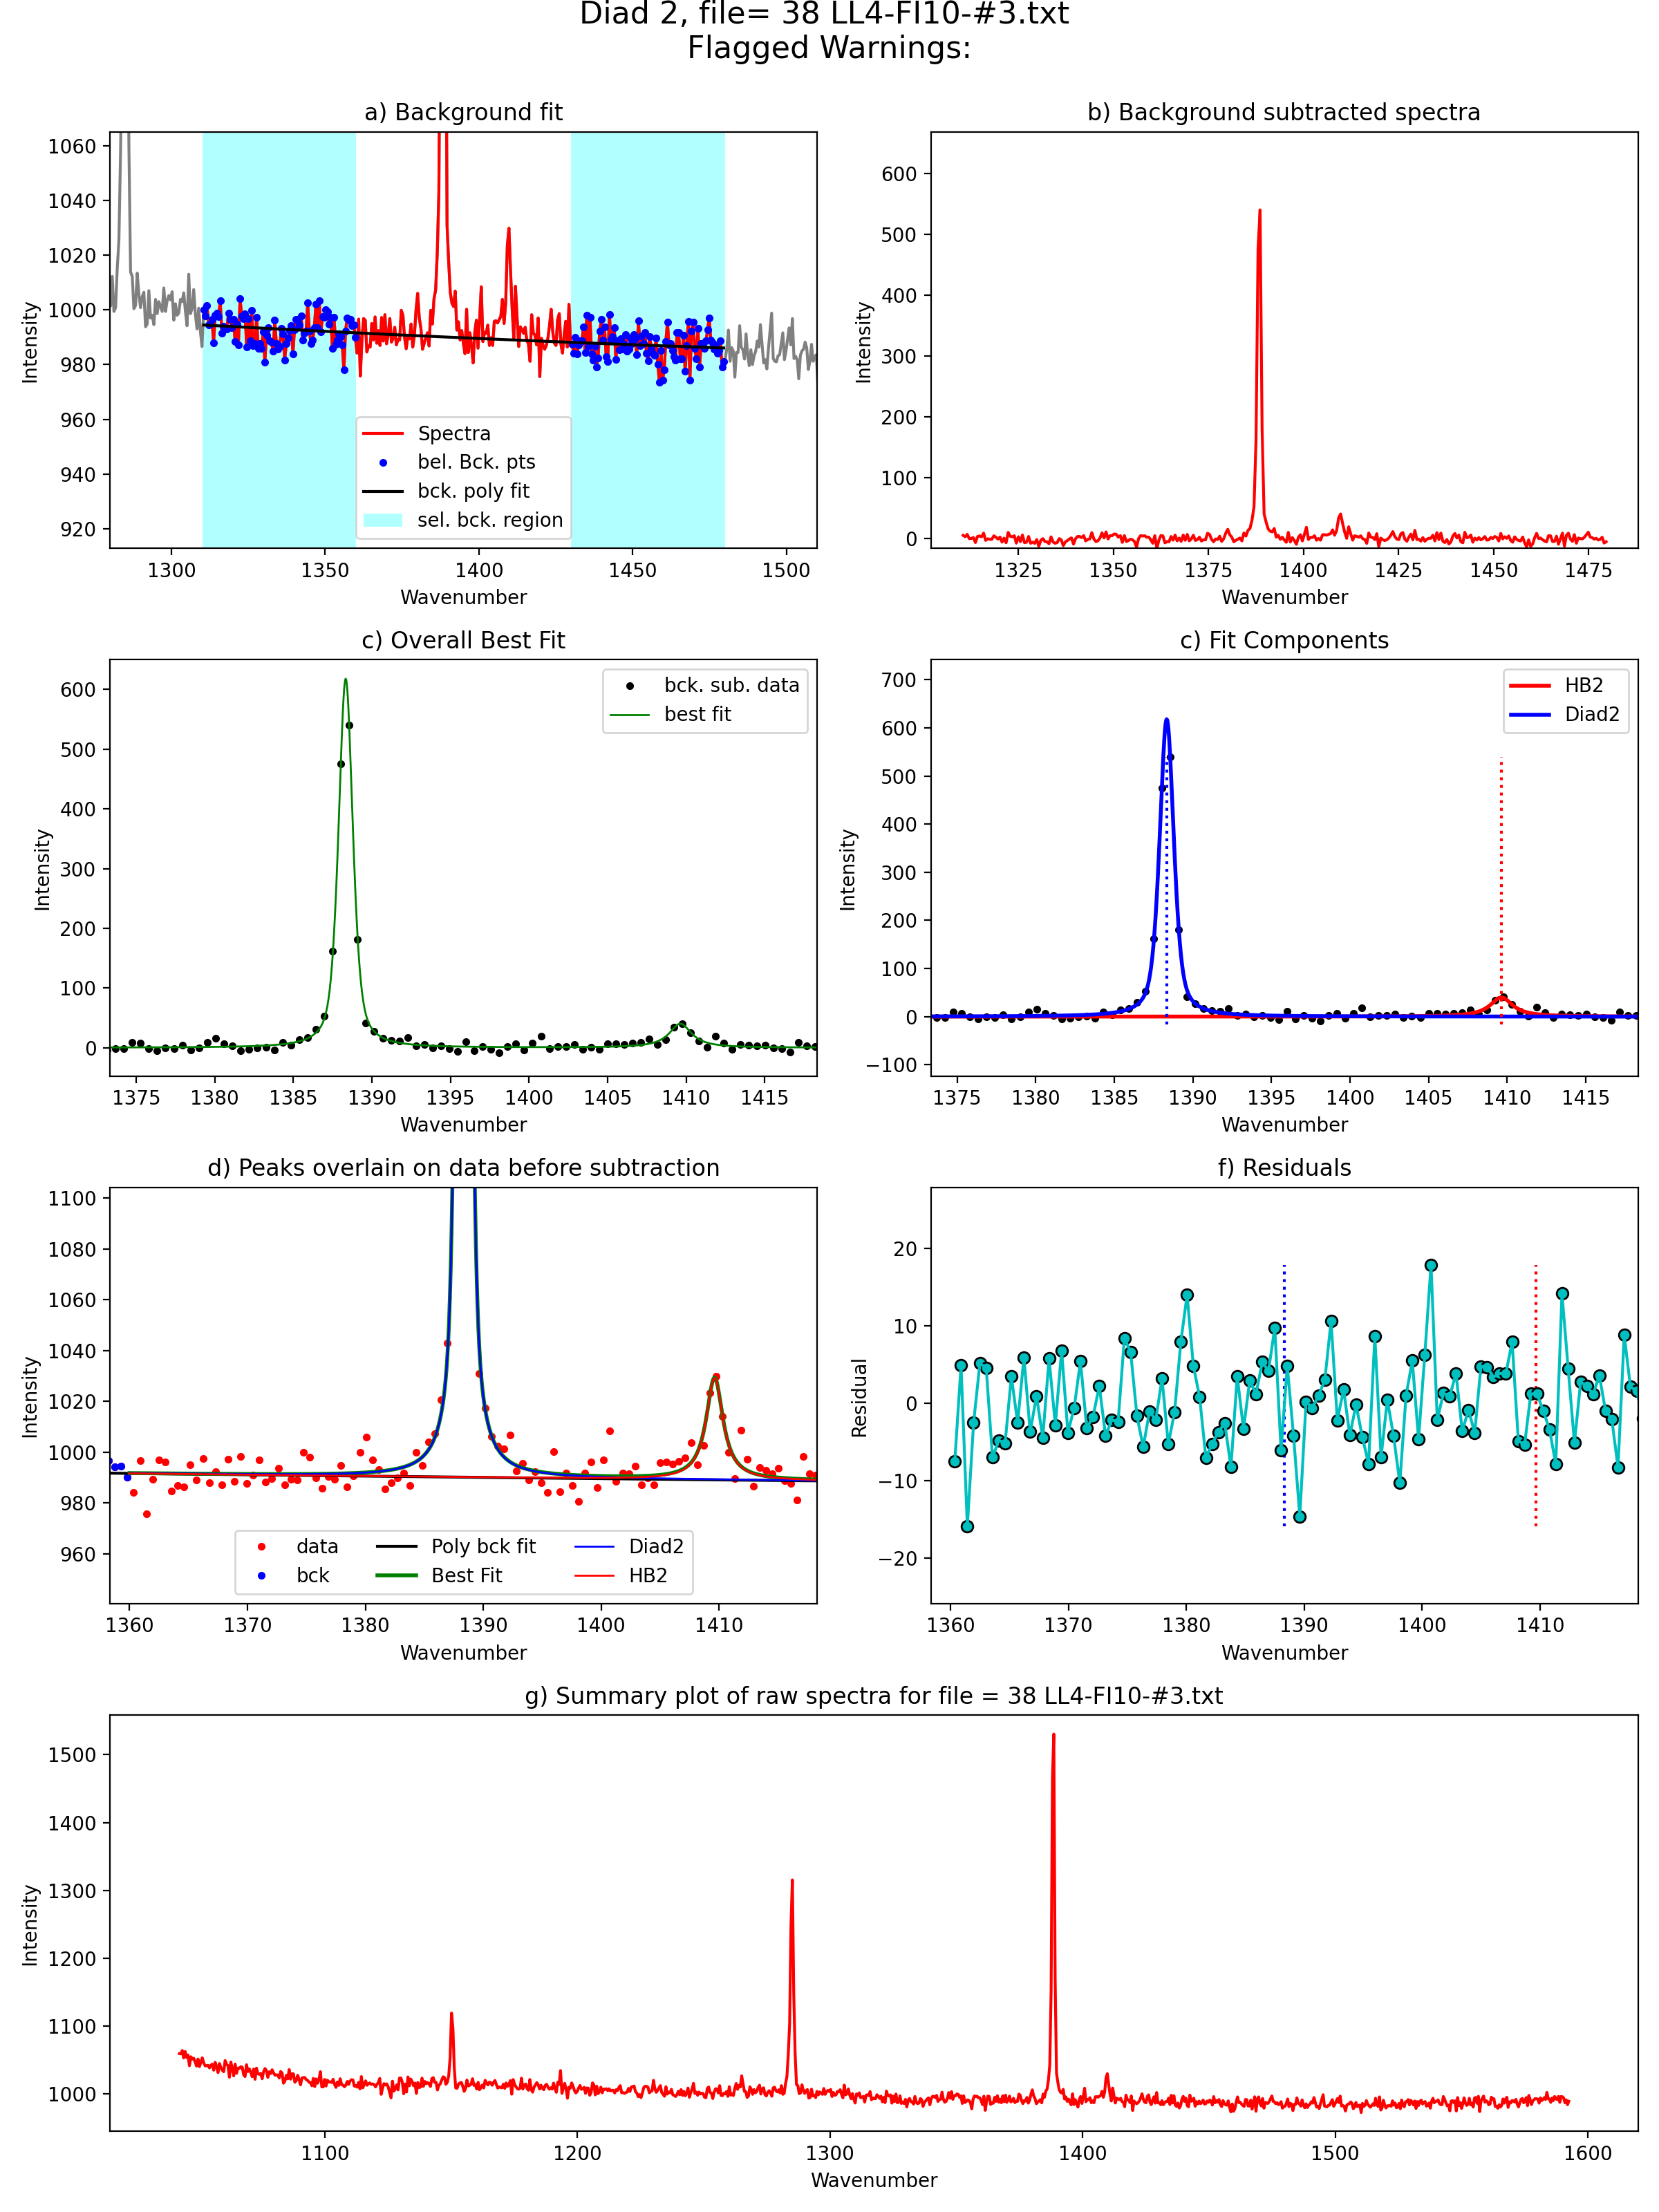 Diad 2, file= 38 LL4-FI10-#3.txt
Flagged Warnings:
a) Background fit
1060
1040
1020
1000
980
960
940
920
Intensity
Spectra
bel. Bck. pts
bck. poly fit
sel. bck. region
1300 1350 1400 1450 1500
Wavenumber
b) Background subtracted spectra
600
500
400
300
200
100
0
Intensity
1325 1350 1375 1400 1425 1450 1475
Wavenumber
c) Overall Best Fit
600
500
400
300
200
100
0
Intensity
bck. sub. data
best fit
1375 1380 1385 1390 1395 1400 1405 1410 1415
Wavenumber
c) Fit Components
700
600
500
400
300
200
100
0
−100
Intensity
HB2
Diad2
1375 1380 1385 1390 1395 1400 1405 1410 1415
Wavenumber
d) Peaks overlain on data before subtraction
1100
1080
1060
1040
1020
1000
980
960
Intensity
data
bck
Poly bck fit
Best Fit
Diad2
HB2
1360 1370 1380 1390 1400 1410
Wavenumber
f) Residuals
20
10
0
−10
−20
Residual
1360 1370 1380 1390 1400 1410
Wavenumber
g) Summary plot of raw spectra for file = 38 LL4-FI10-#3.txt
1500
1400
1300
1200
1100
1000
Intensity
1100 1200 1300 1400 1500 1600
Wavenumber